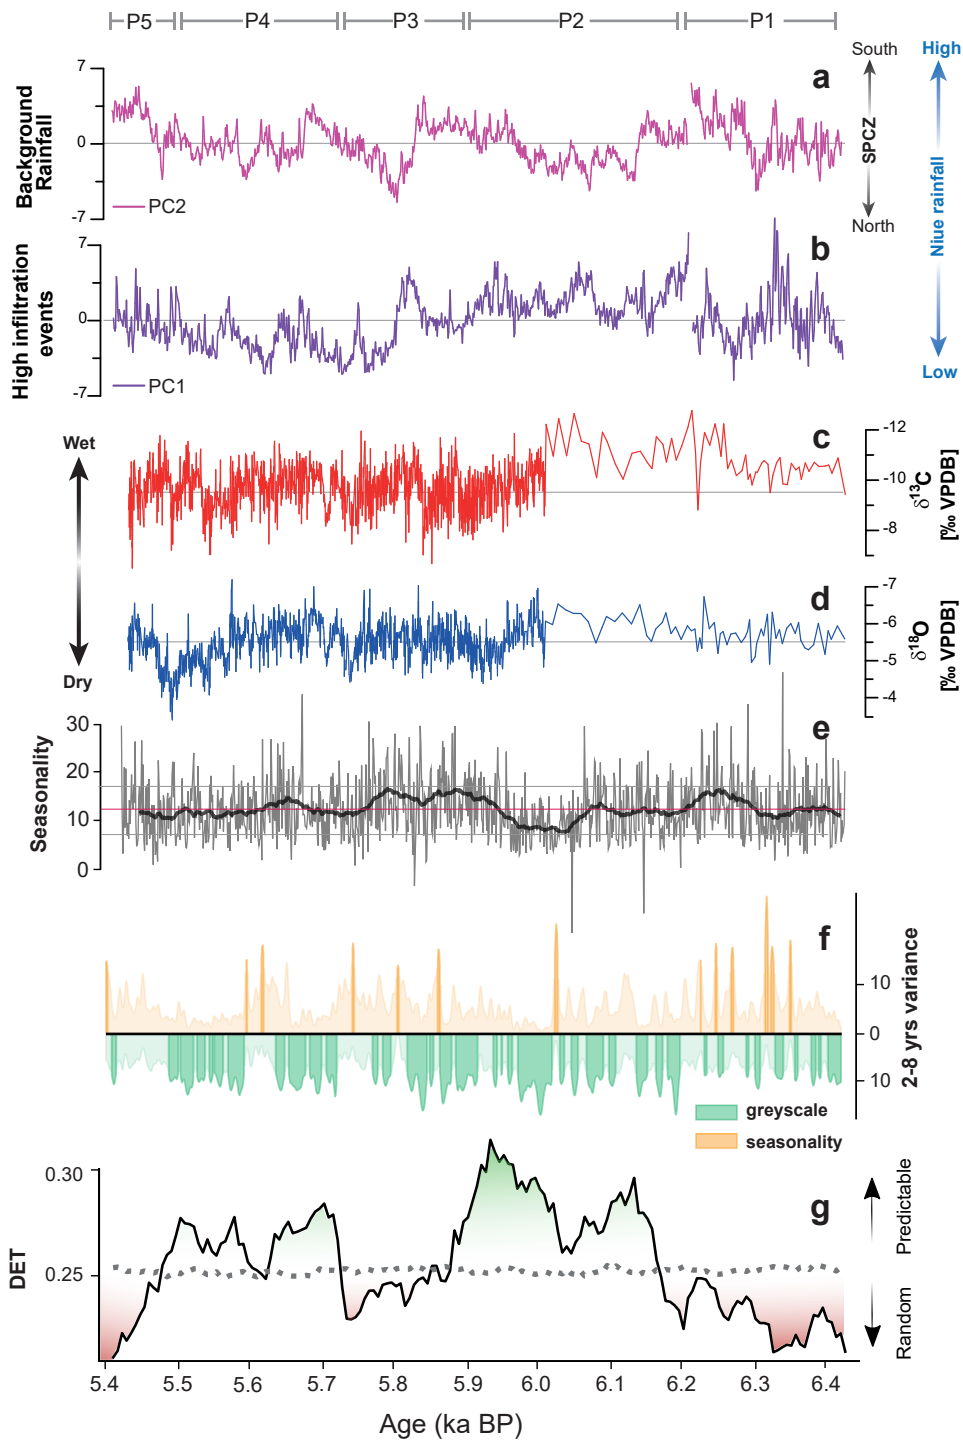 P5 P4 P3 P2 P1
South High
7 a
Background
Rainfall
0
SPCZ
PC2
-7
North
Niue rainfall
7 b
High infiltration
events
0
Low
PC1
-7
Wet
c -12
-10
δ13C
[‰ VPDB]
-8
d -7
-6
δ18O
[‰ VPDB]
-5
Dry
-4
30 e
Seasonality
20
10
0
f
2-8 yrs variance
10
0
10
greyscale
seasonality
0.30
g
Predictable
DET
0.25
Random
5.4 5.5 5.6 5.7 5.8 5.9 6.0 6.1 6.2 6.3 6.4
Age (ka BP)